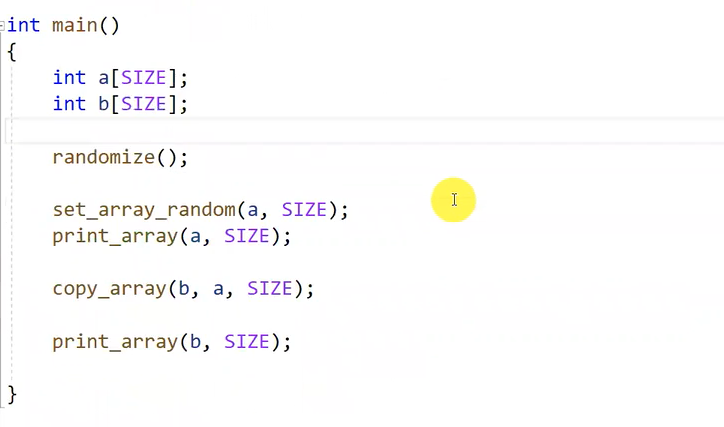 int main()
{
    int a[SIZE];
    int b[SIZE];
    randomize();
    set_array_random(a, SIZE);
    print_array(a, SIZE);
    copy_array(b, a, SIZE);
    print_array(b, SIZE);
}